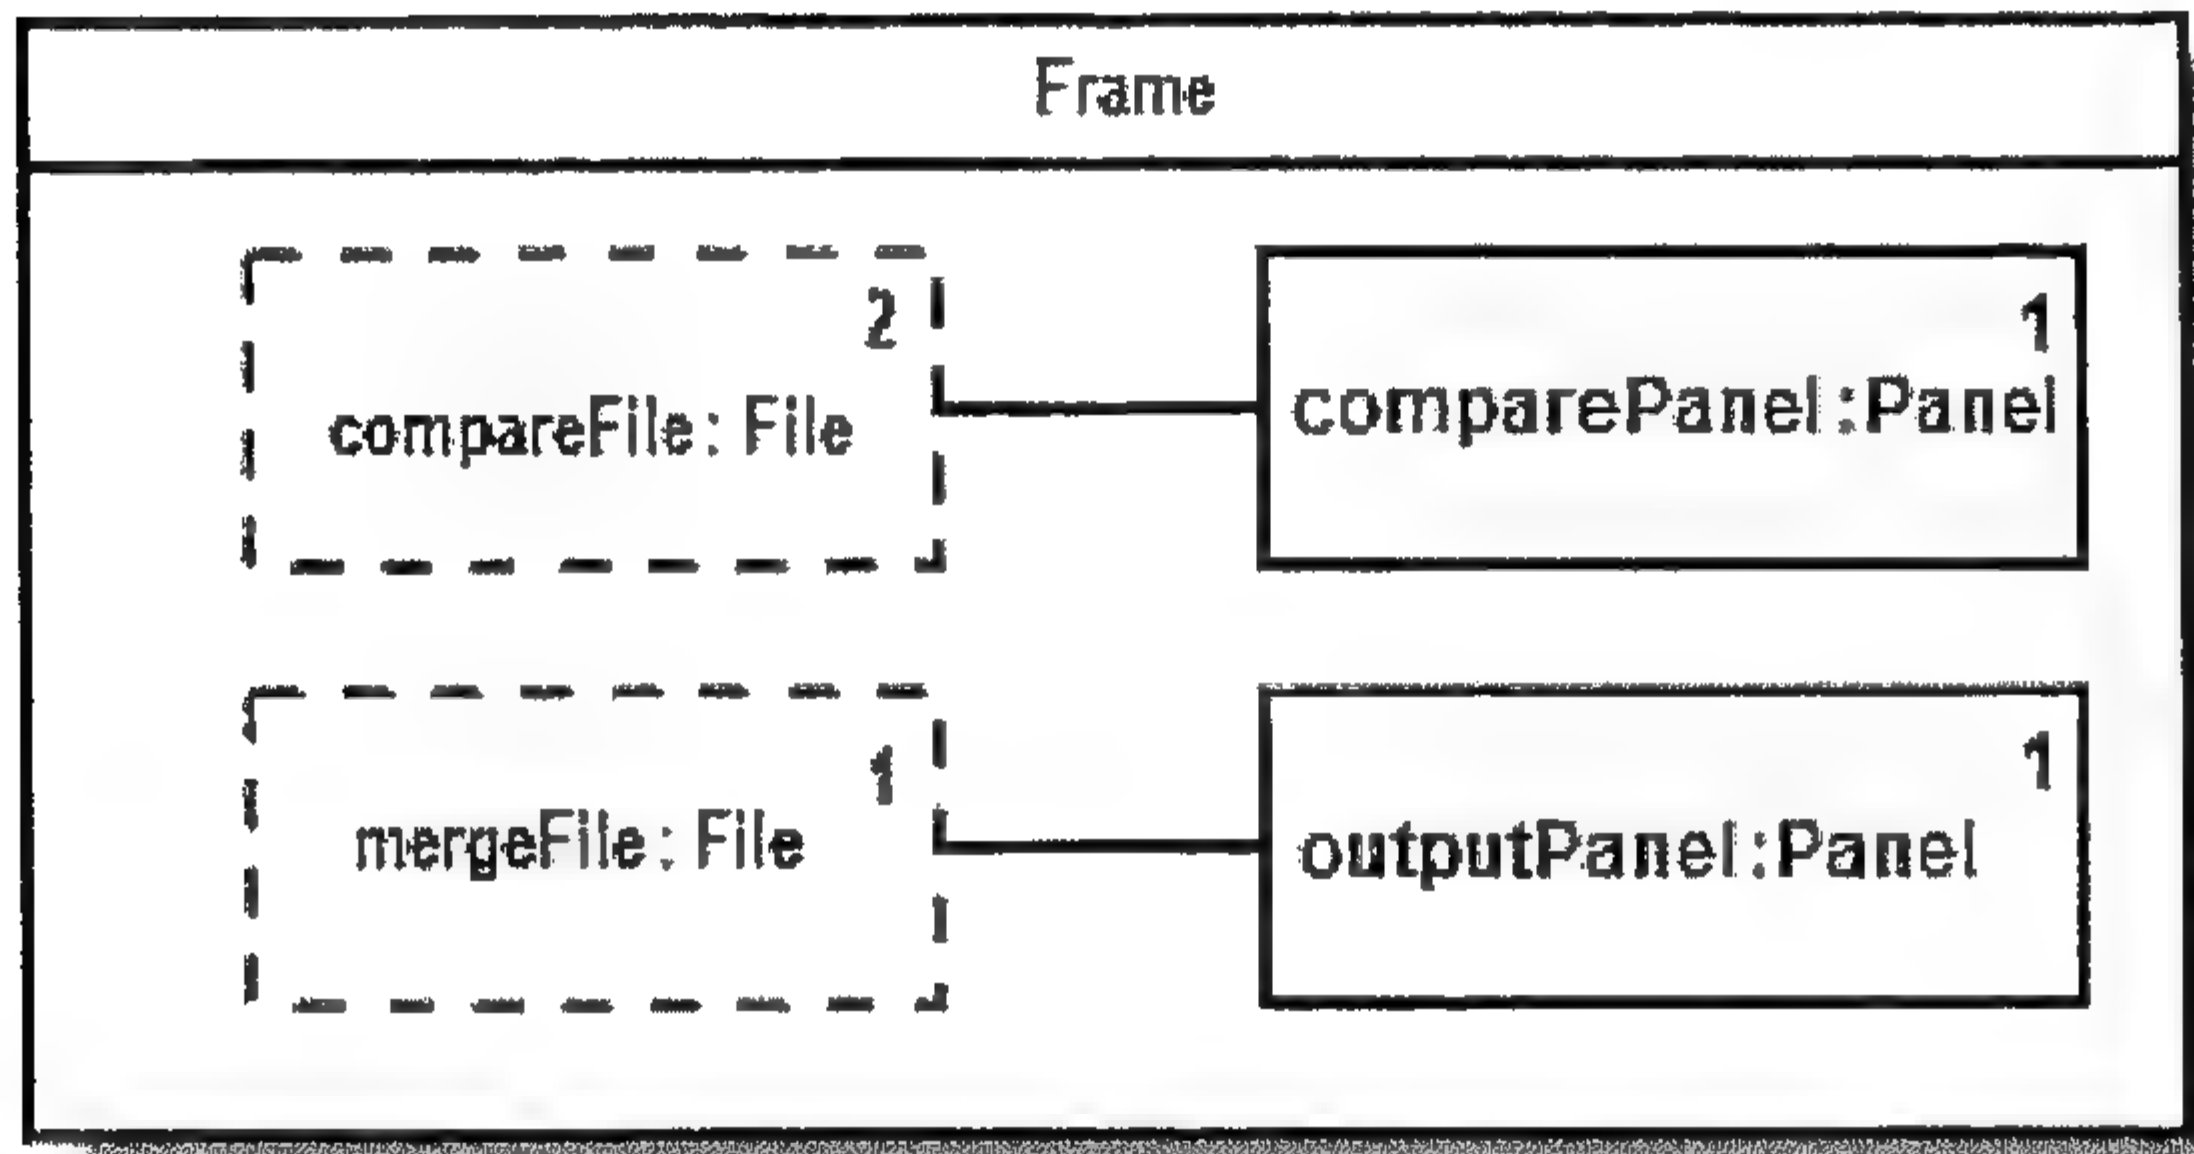 Frame
2
compareFile: File
1
comparePanel:Panel
1
mergeFile: File
1
outputPanel:Panel